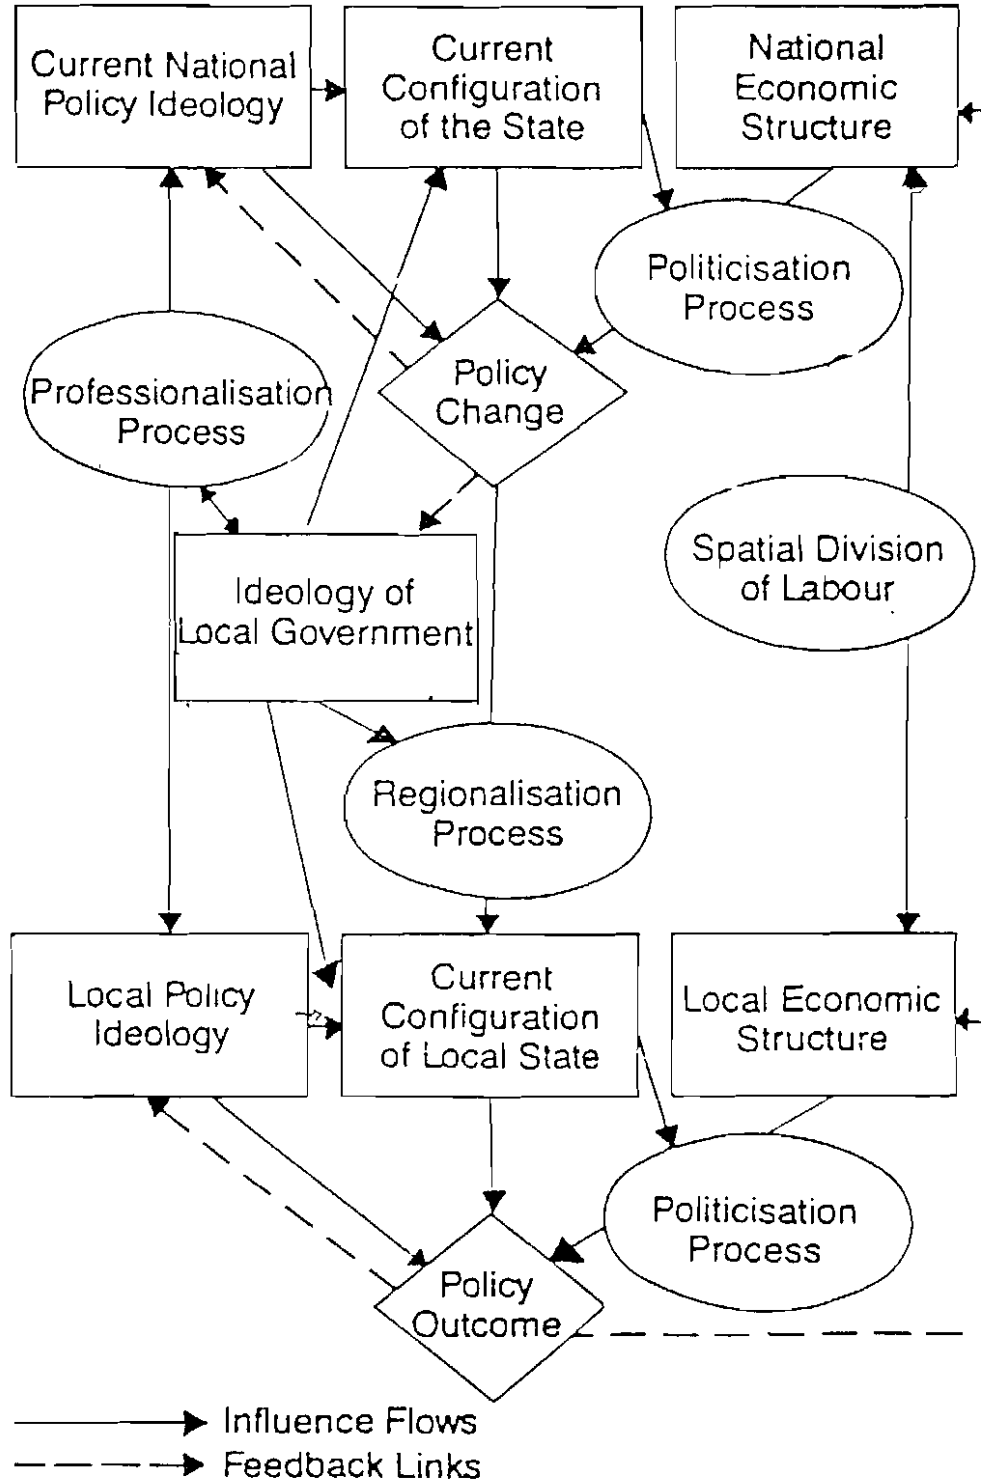 Current National
Policy Ideology
Current
Configuration
of the State
National
Economic
Structure
Politicisation
Process
Professionalisation
Process
Policy
Change
Spatial Division
of Labour
Ideology of
Local Government
Regionalisation
Process
Local Policy
Ideology
Current
Configuration
of Local State
Local Economic
Structure
Politicisation
Process
Policy
Outcome
Influence Flows
Feedback Links